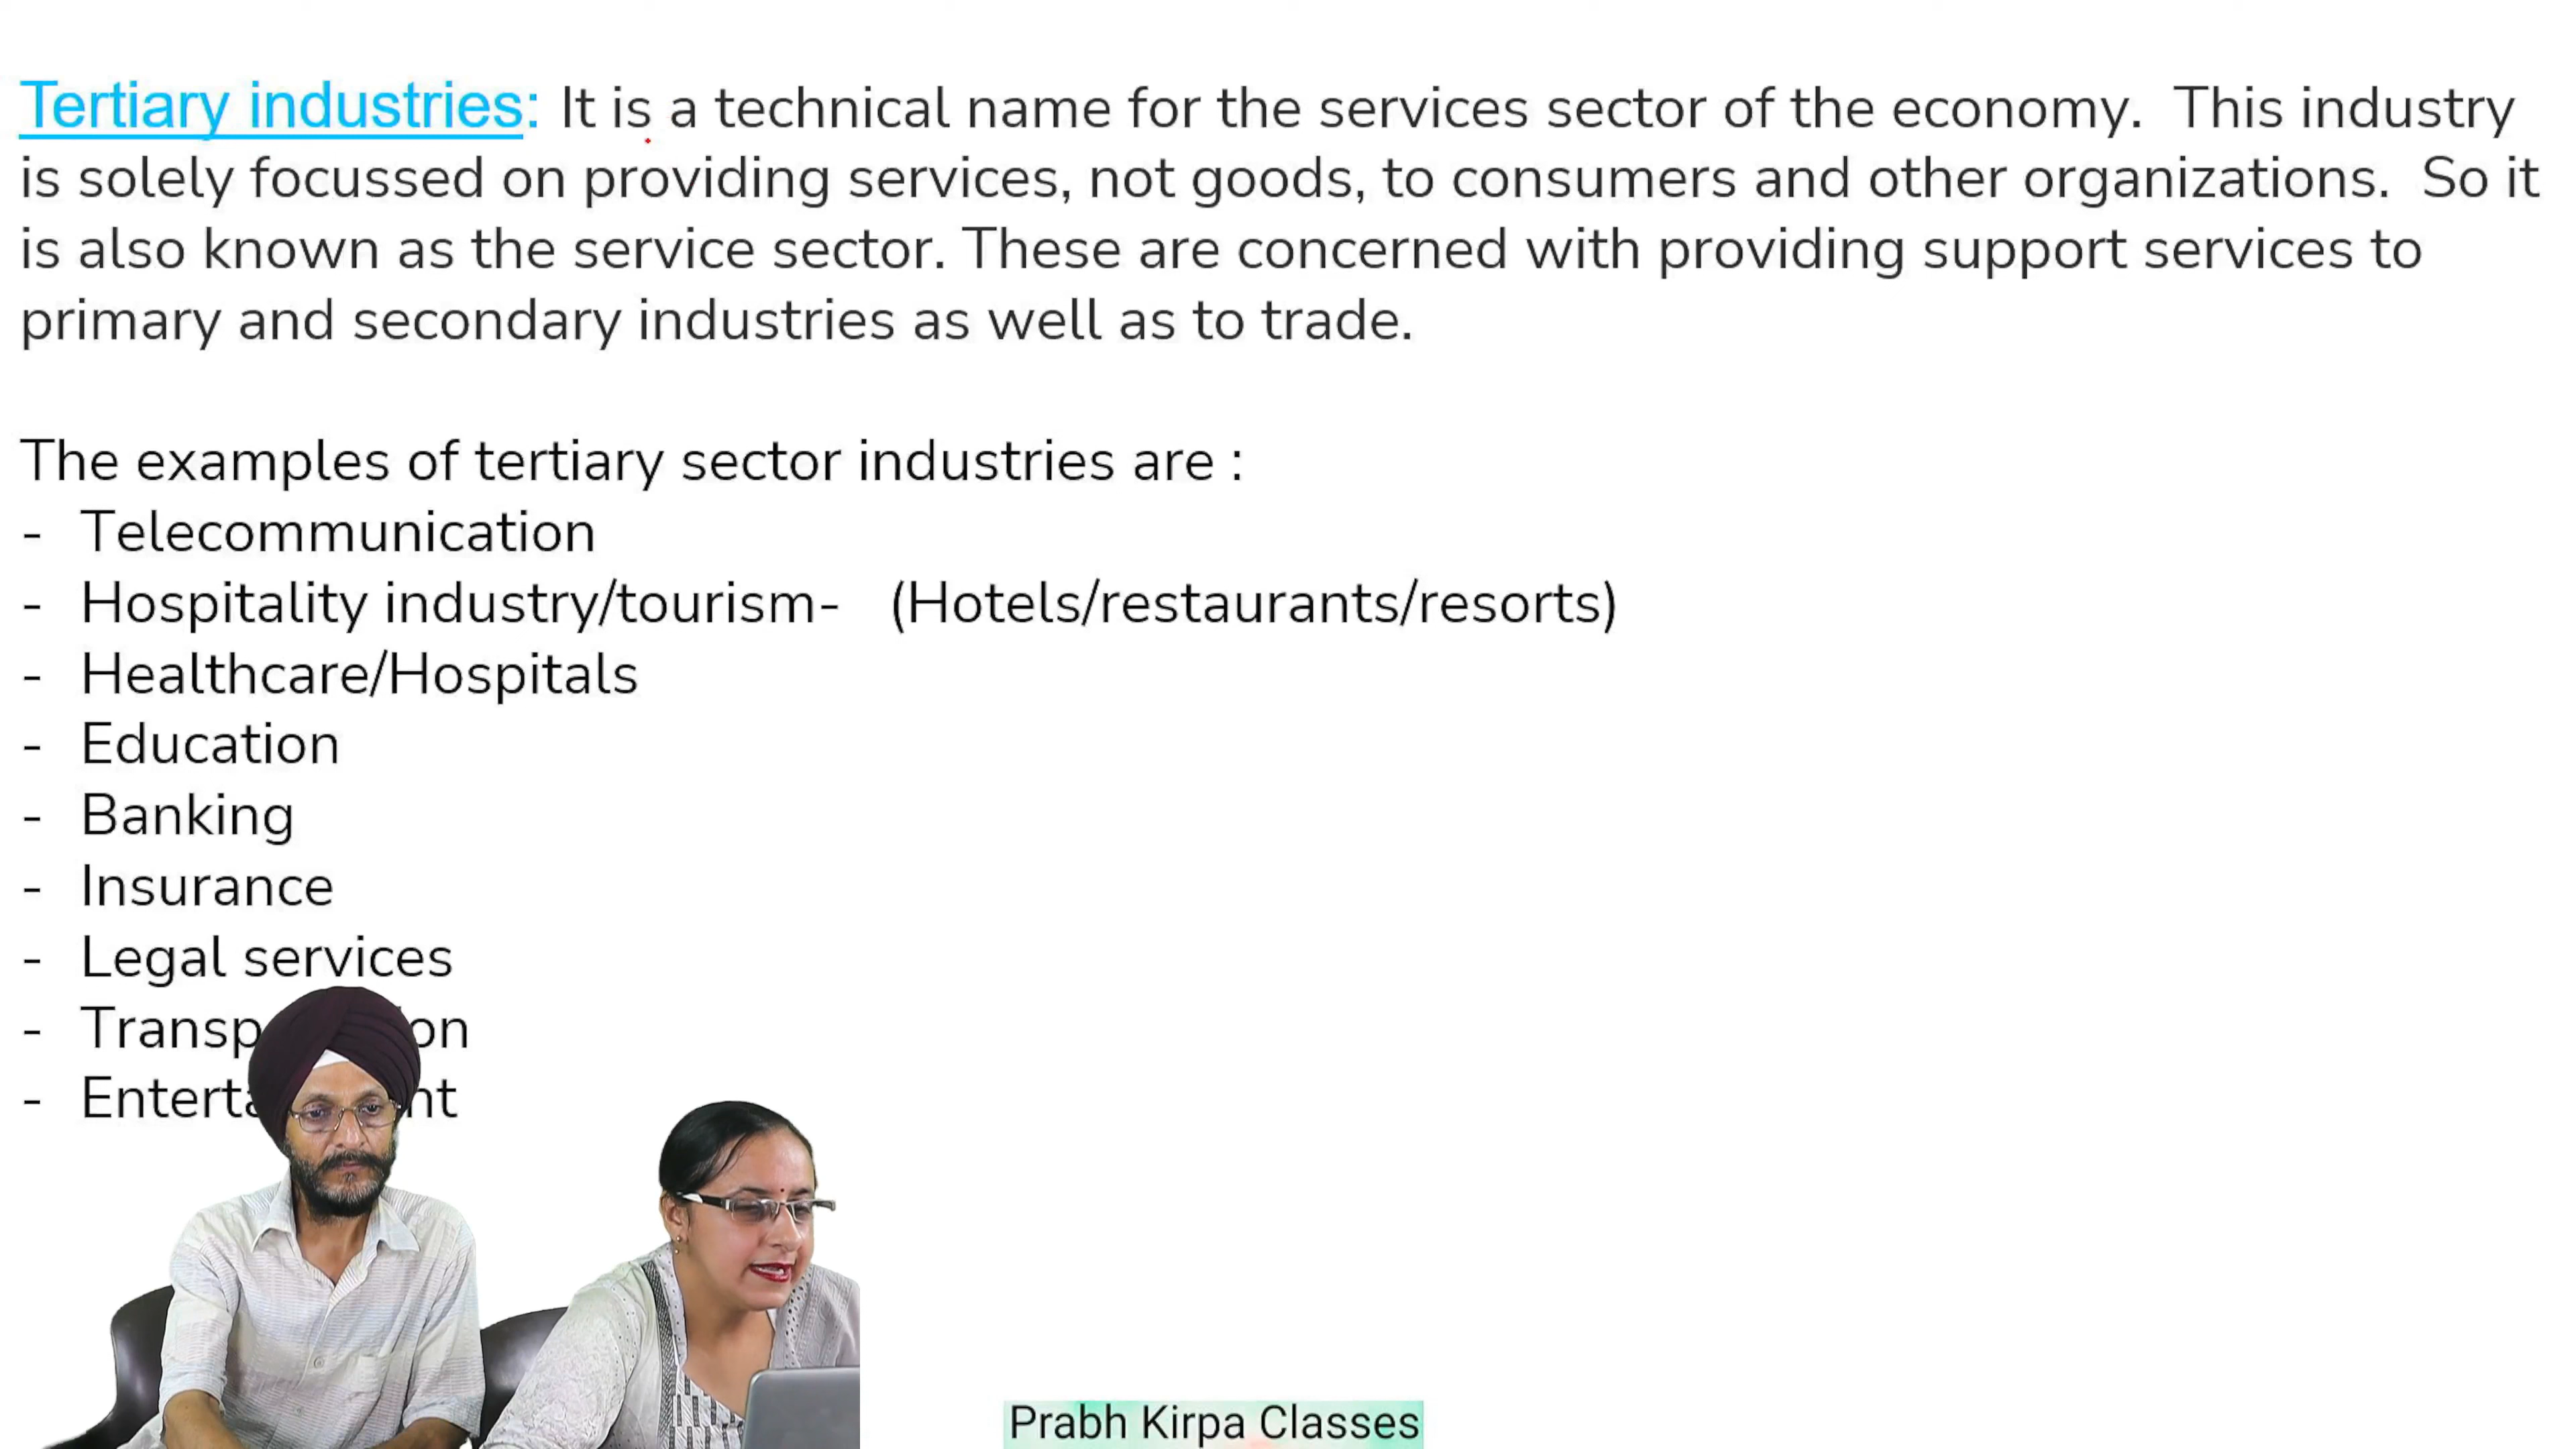 Tertiary industries: It is a technical name for the services sector of the economy. This industry
is solely focussed on providing services, not goods, to consumers and other organizations. So it
is also known as the service sector. These are concerned with providing support services to
primary and secondary industries as well as to trade.
The examples of tertiary sector industries are :
- Telecommunication
- Hospitality industry/tourism- (Hotels/restaurants/resorts)
- Healthcare/Hospitals
- Education
- Banking
- Insurance
- Legal services
-
-
Prabh Kirpa Classes